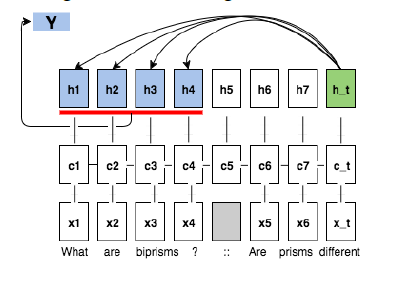 Y
h1 h2 h3 h4 h5 h6 h7 h_t
c1 c2 c3 c4 c5 c6 c7 c_t
x1 x2 x3 x4 x5 x6 x_t
What are biprisms ? :: Are prisms different